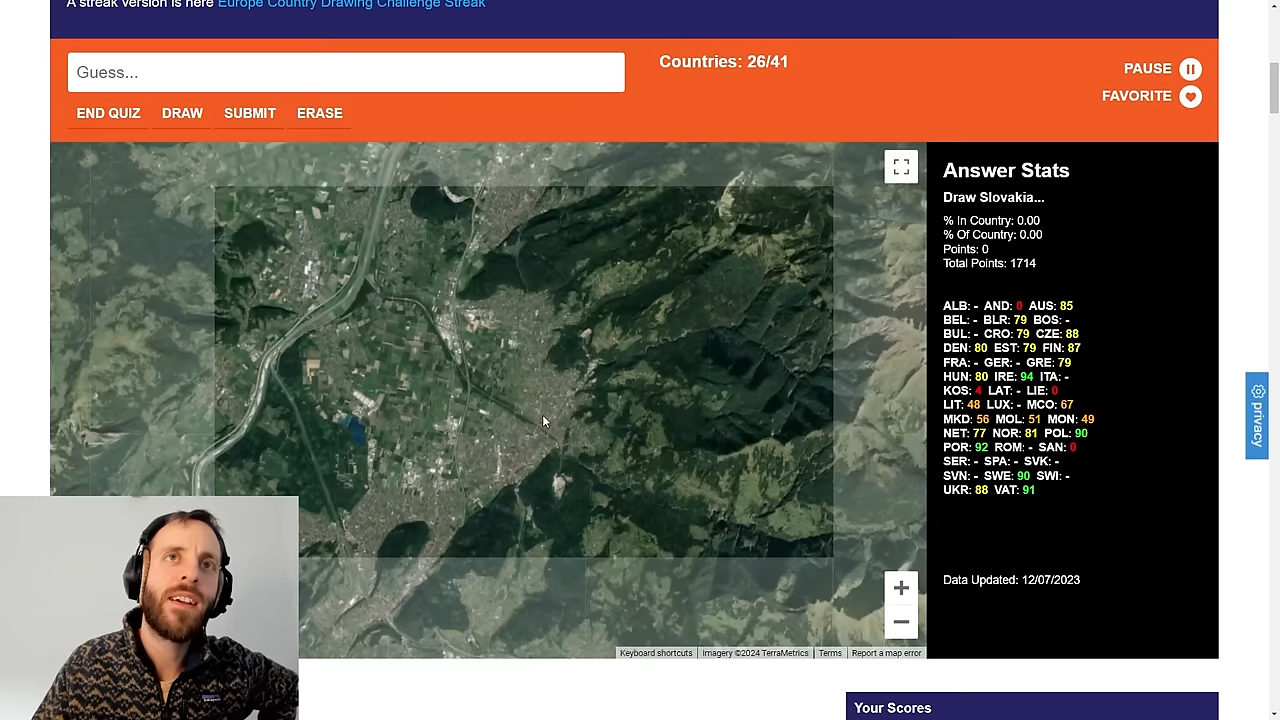 A streak version is here Europe Country Drawing Challenge Streak
Guess...
Countries: 26/41
PAUSE
FAVORITE
END QUIZ DRAW SUBMIT ERASE
Answer Stats
Draw Slovakia...
% In Country: 0.00
% Of Country: 0.00
Points: 0
Total Points: 1714
ALB: - AND: 0 AUS: 85
BEL: - BLR: 79 BOS: -
BUL: - CRO: 79 CZE: 88
DEN: 80 EST: 79 FIN: 87
FRA: - GER: - GRE: 79
HUN: 80 IRE: 94 ITA: -
KOS: 4 LAT: - LIE: 0
LIT: 48 LUX: - MCO: 67
MKD: 56 MOL: 51 MON: 49
NET: 77 NOR: 81 POL: 90
POR: 92 ROM: - SAN: 0
SER: - SPA: - SVK: -
SVN: - SWE: 90 SWI: -
UKR: 88 VAT: 91
Data Updated: 12/07/2023
privacy
Keyboard shortcuts Imagery ©2024 TerraMetrics Terms Report a map error
Your Scores